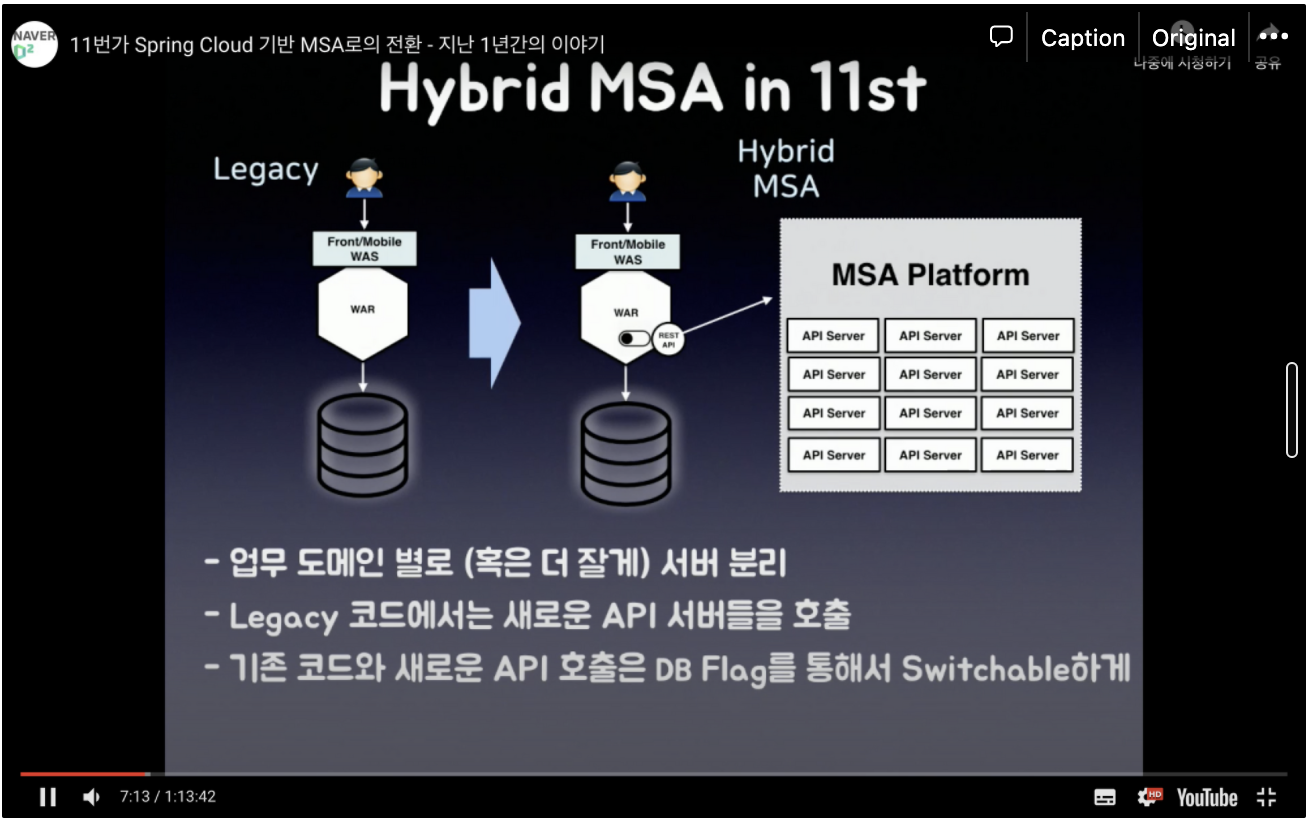 NAVER
D2
11번가 Spring Cloud 기반 MSA로의 전환 - 지난 1년간의 이야기
Caption
Original
나중에 시청하기
공유
Hybrid MSA in 11st
Legacy
Hybrid
MSA
Front/Mobile
WAS
WAR
Front/Mobile
WAS
WAR
REST
API
MSA Platform
API Server API Server API Server
API Server API Server API Server
API Server API Server API Server
API Server API Server API Server
- 업무 도메인 별로 (혹은 더 잘게) 서버 분리
- Legacy 코드에서는 새로운 API 서버들을 호출
- 기존 코드와 새로운 API 호출은 DB Flag를 통해서 Switchable하게
7:13 / 1:13:42
HD
YouTube